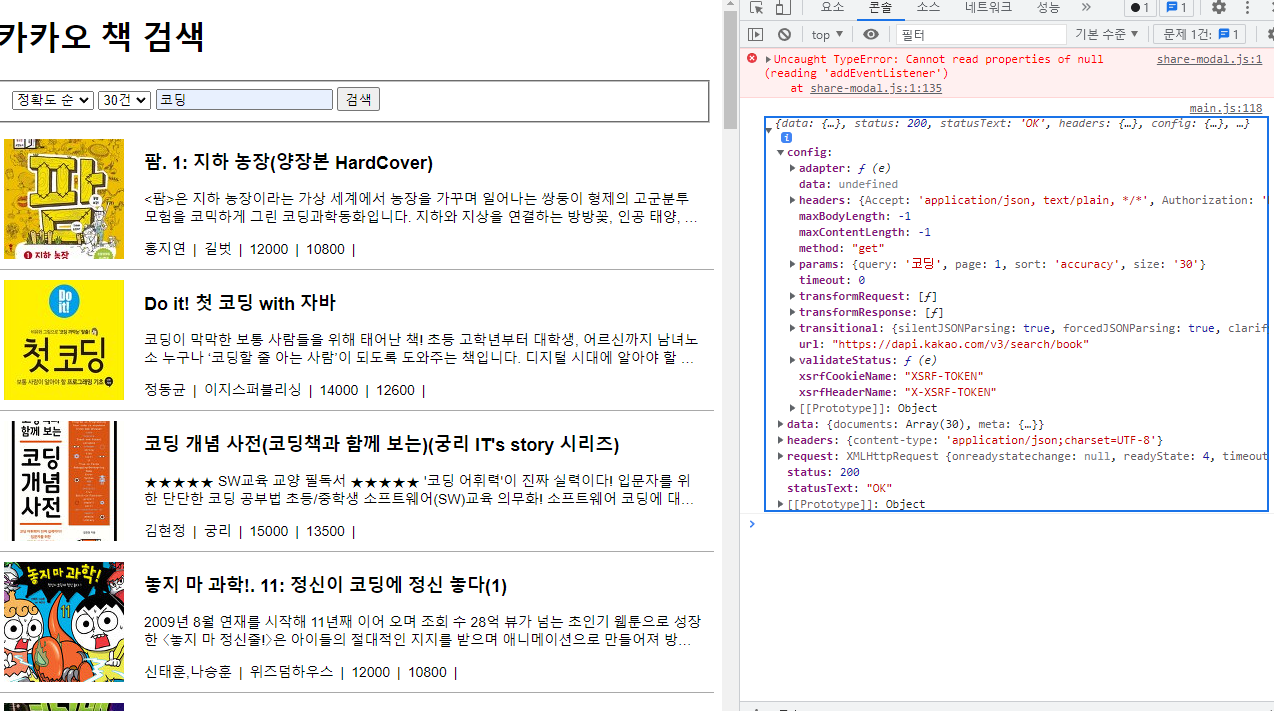 카카오 책 검색
정확도 순 30건 코딩 검색
팜. 1: 지하 농장(양장본 HardCover)
<팜>은 지하 농장이라는 가상 세계에서 농장을 가꾸며 일어나는 쌍둥이 형제의 고군분투
모험을 코믹하게 그린 코딩과학동화입니다. 지하와 지상을 연결하는 방방꽃, 인공 태양, ...
홍지연 | 길벗 | 12000 | 10800 |
팜
1 지하 농장
Do it! 첫 코딩 with 자바
코딩이 막막한 보통 사람들을 위해 태어난 책! 초등 고학년부터 대학생, 어르신까지 남녀노
소 누구나 ‘코딩할 줄 아는 사람’이 되도록 도와주는 책입니다. 디지털 시대에 알아야 할 ...
정동균 | 이지스퍼블리싱 | 14000 | 12600 |
Do
it!
첫 코딩
코딩 개념 사전(코딩책과 함께 보는)(궁리 IT's story 시리즈)
★★★★★ SW교육 교양 필독서 ★★★★★ '코딩 어휘력'이 진짜 실력이다! 입문자를 위
한 단단한 코딩 공부법 초등/중학생 소프트웨어(SW)교육 의무화! 소프트웨어 코딩에 대...
김현정 | 궁리 | 15000 | 13500 |
함께 보는
코딩
개념
사전
놓지 마 과학!. 11: 정신이 코딩에 정신 놓다(1)
2009년 8월 연재를 시작해 11년째 이어 오며 조회 수 28억 뷰가 넘는 초인기 웹툰으로 성장
한 <놓지 마 정신줄!>은 아이들의 절대적인 지지를 받으며 애니메이션으로 만들어져 방...
신태훈,나승훈 | 위즈덤하우스 | 12000 | 10800 |
놓지 마 과학!
11
요소 콘솔 소스 네트워크 성능 » 1 1
top 필터 기본 수준 문제 1건: 1
Uncaught TypeError: Cannot read properties of null share-modal.js:1
(reading 'addEventListener')
at share-modal.js:1:135
main.js:118
{data: {…}, status: 200, statusText: 'OK', headers: {…}, config: {…}, …}
i
config:
adapter: ƒ (e)
data: undefined
headers: {Accept: 'application/json, text/plain, */*', Authorization: '
maxBodyLength: -1
maxContentLength: -1
method: "get"
params: {query: '코딩', page: 1, sort: 'accuracy', size: '30'}
timeout: 0
transformRequest: [ƒ]
transformResponse: [ƒ]
transitional: {silentJSONParsing: true, forcedJSONParsing: true, clarif
url: "https://dapi.kakao.com/v3/search/book"
validateStatus: ƒ (e)
xsrfCookieName: "XSRF-TOKEN"
xsrfHeaderName: "X-XSRF-TOKEN"
[[Prototype]]: Object
data: {documents: Array(30), meta: {…}}
headers: {content-type: 'application/json;charset=UTF-8'}
request: XMLHttpRequest {onreadystatechange: null, readyState: 4, timeout
status: 200
statusText: "OK"
[[Prototype]]: Object